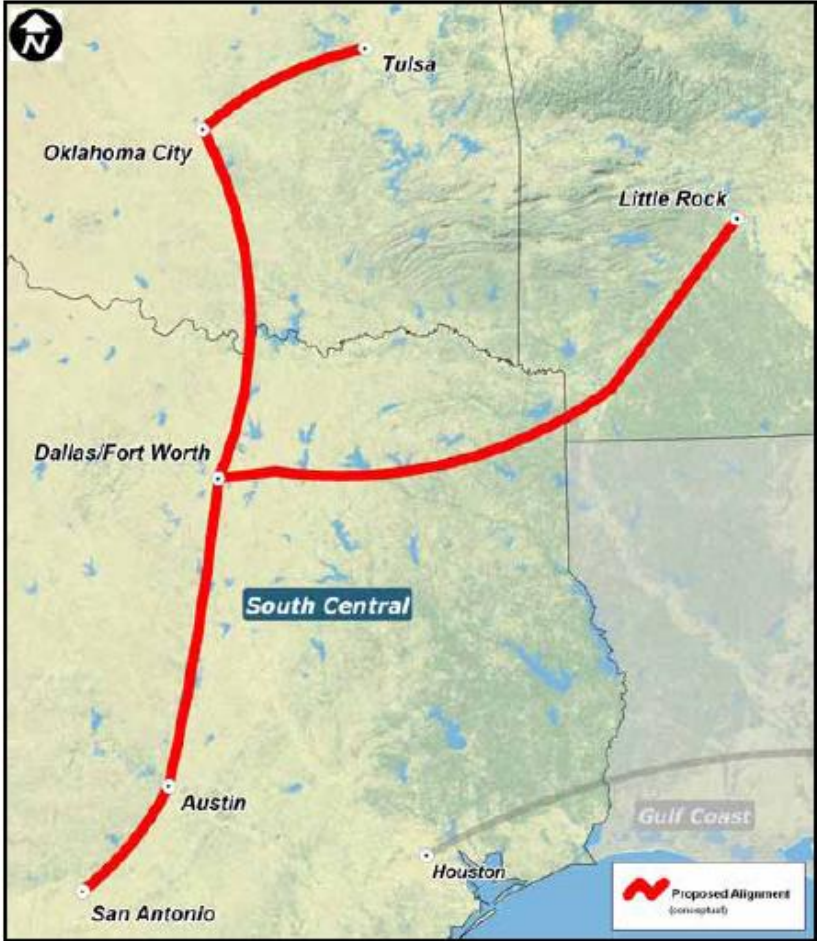 N
Tulsa
Oklahoma City
Little Rock
Dallas/Fort Worth
South Central
Austin
Gulf Coast
Houston
San Antonio
Proposed Alignment
(conceptual)